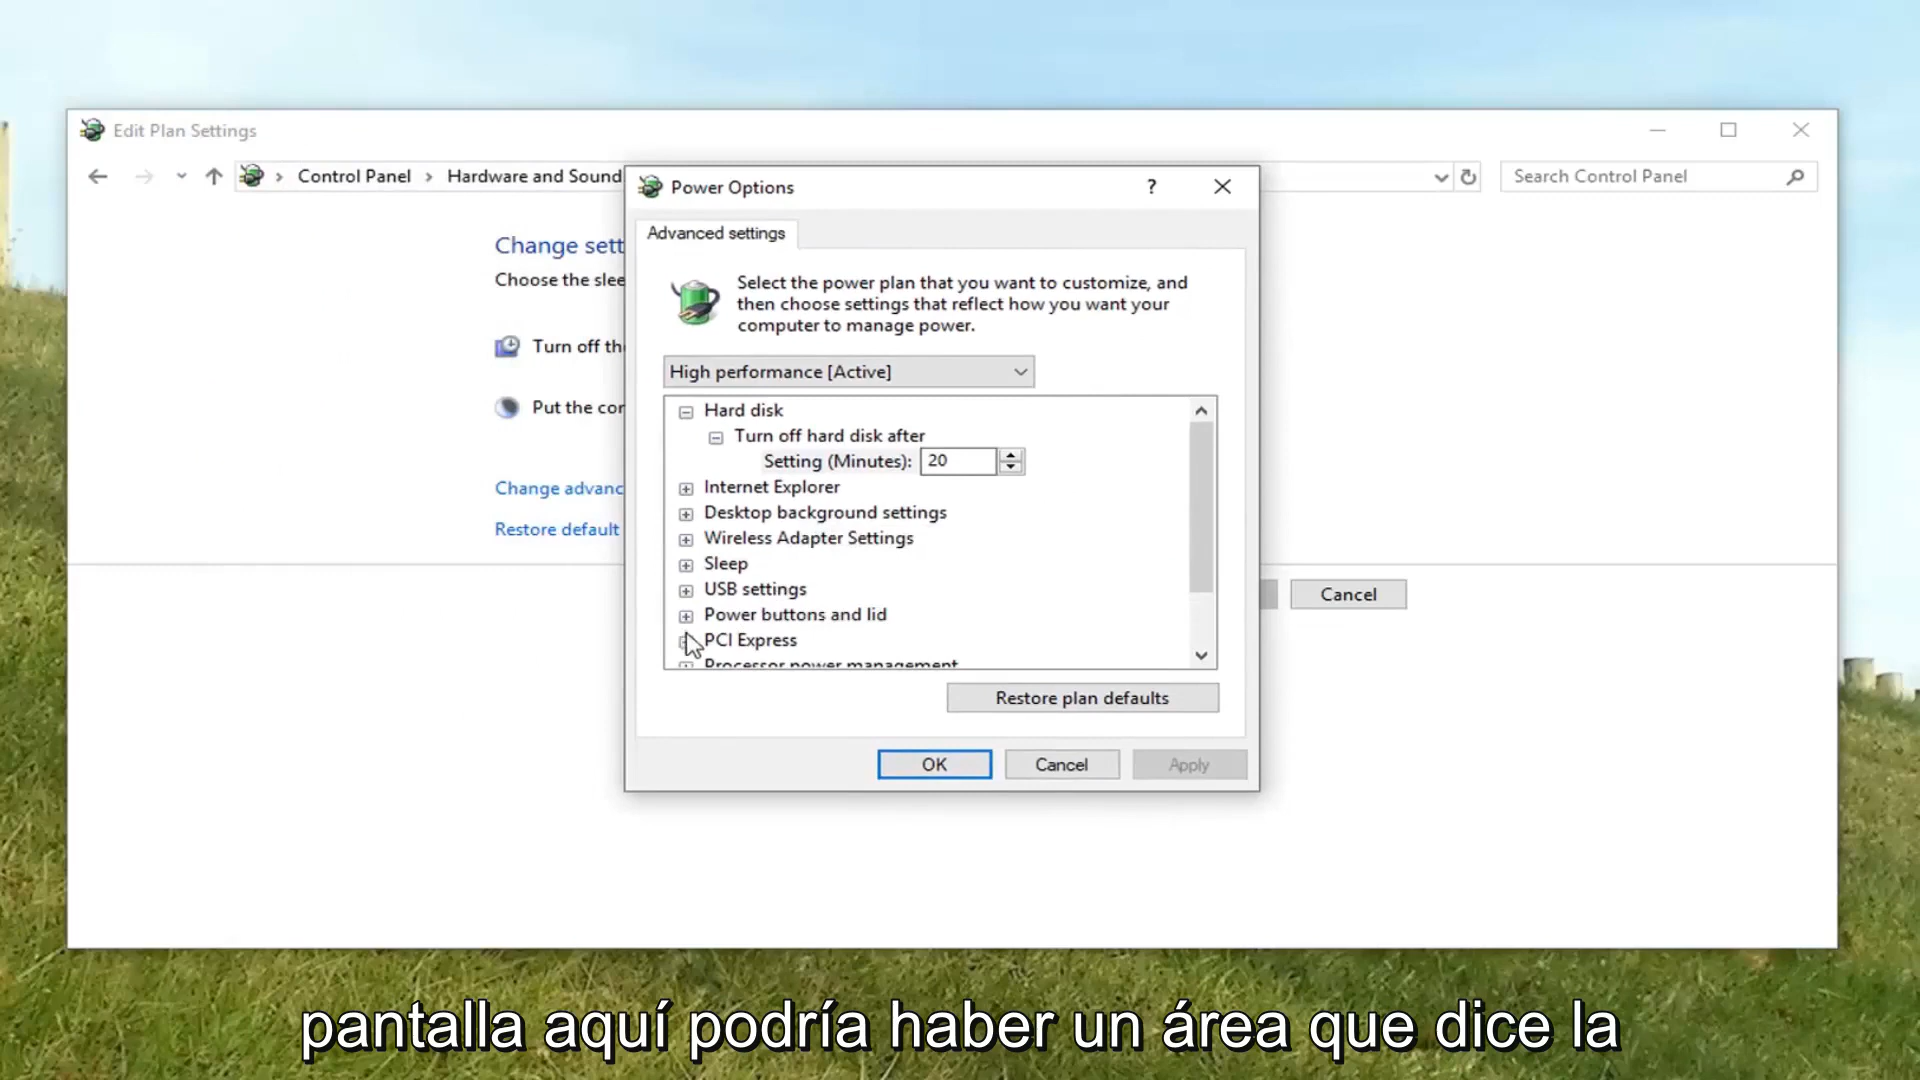 Edit Plan Settings
Control Panel
Hardware and Sound
Search Control Panel
Power Options
?
Advanced settings
Change sett
Choose the slee
Select the power plan that you want to customize, and
then choose settings that reflect how you want your
computer to manage power.
Turn off the
High performance [Active]
Put the cor
Hard disk
Turn off hard disk after
Setting (Minutes): 20
Internet Explorer
Change advanc
Desktop background settings
Restore default
Wireless Adapter Settings
Sleep
USB settings
Cancel
Power buttons and lid
PCI Express
Processor power management
Restore plan defaults
OK
Cancel
Apply
pantalla aquí podría haber un área que dice la